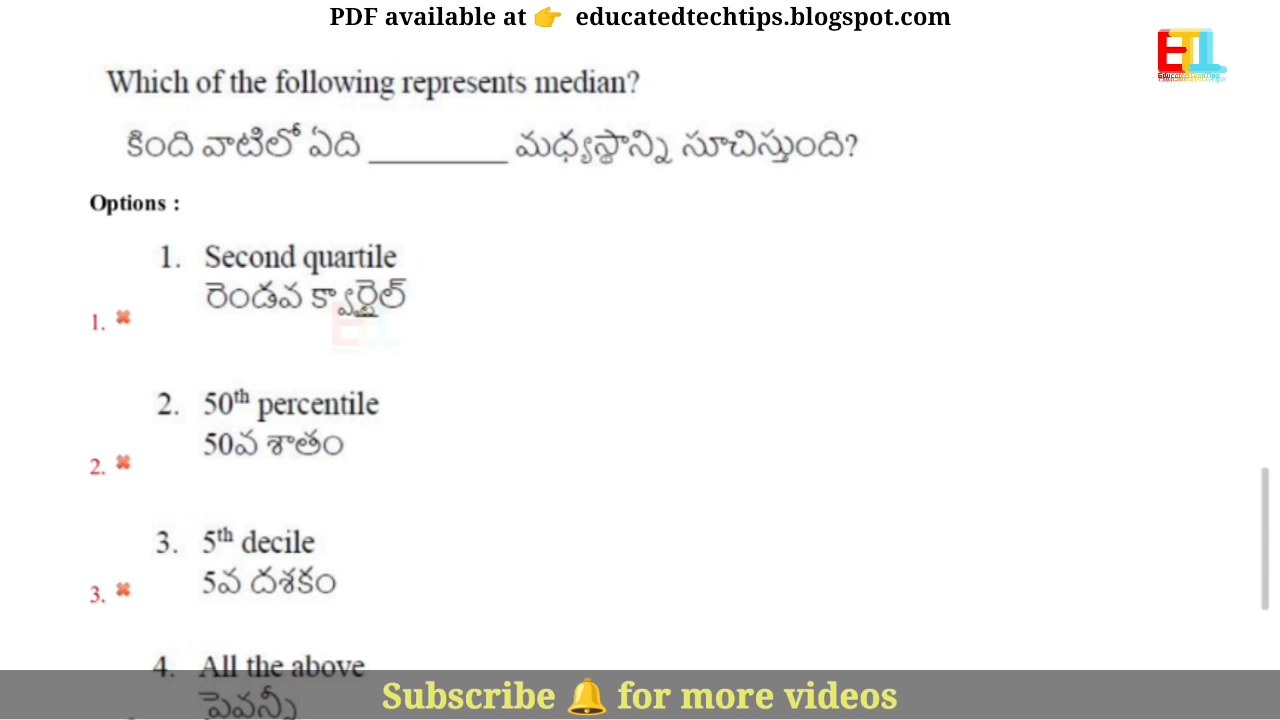 PDF available at 👉 educatedtechtips.blogspot.com
ETL
Which of the following represents median?
కింది వాటిలో ఏది ________ మధ్యస్థాన్ని సూచిస్తుంది?
Options :
1. Second quartile
రెండవ క్వార్టైల్
1. ✖
2. 50th percentile
50వ శాతం
2. ✖
3. 5th decile
5వ దశకం
3. ✖
4. All the above
పైవన్నీ
Subscribe 🔔 for more videos